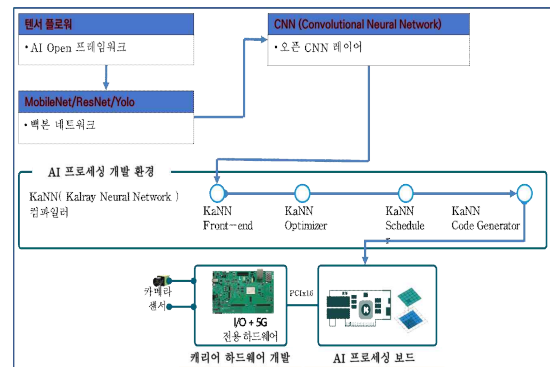 텐서 플로워
• AI Open 프레임워크
CNN (Convolutional Neural Network)
• 오픈 CNN 레이어
MobileNet/ResNet/Yolo
• 백본 네트워크
AI 프로세싱 개발 환경
KaNN( Kalray Neural Network )
컴파일러
KaNN
Front-end
KaNN
Optimizer
KaNN
Schedule
r
KaNN
Code Generator
카메라
센서
I/O + 5G
전용 하드웨어
PCIx16
캐리어 하드웨어 개발
AI 프로세싱 보드